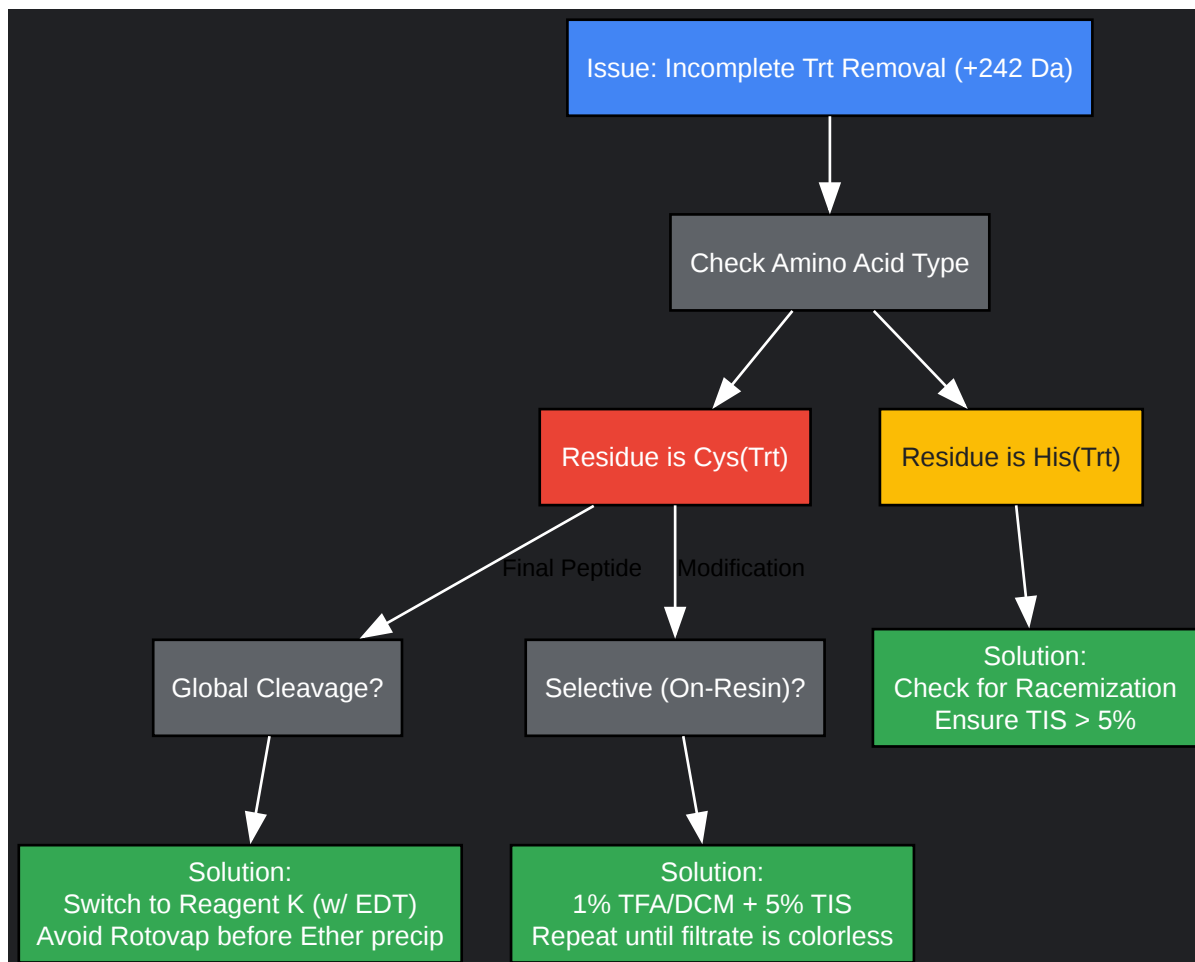 Issue: Incomplete Trt Removal (+242 Da)
Check Amino Acid Type
Residue is Cys(Trt)
Residue is His(Trt)
Final Peptide
Modification
Global Cleavage?
Selective (On-Resin)?
Solution:
Check for Racemization
Ensure TIS > 5%
Solution:
Switch to Reagent K (w/ EDT)
Avoid Rotovap before Ether precip
Solution:
1% TFA/DCM + 5% TIS
Repeat until filtrate is colorless